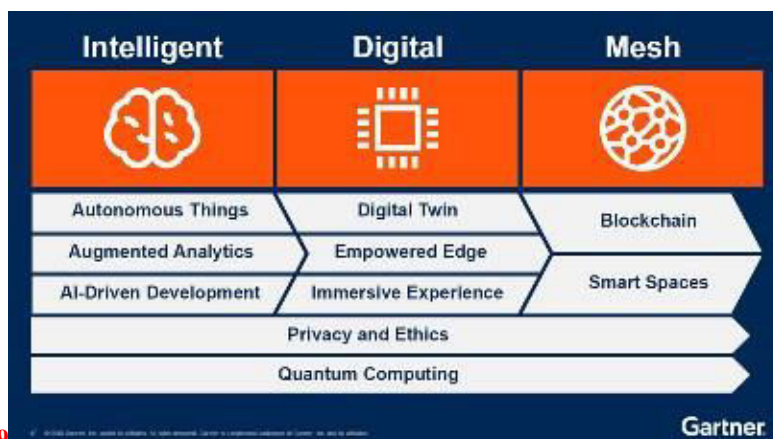 Intelligent Digital Mesh
Autonomous Things Digital Twin Blockchain
Augmented Analytics Empowered Edge
AI-Driven Development Immersive Experience Smart Spaces
Privacy and Ethics
Quantum Computing
Gartner